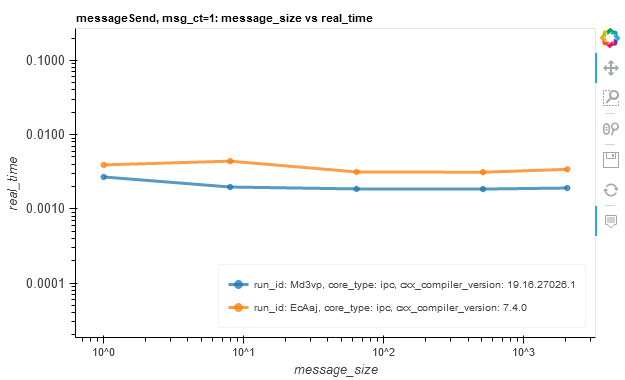 messageSend, msg_ct=1: message_size vs real_time
0.1000
0.0100
0.0010
0.0001
real_time
run_id: Md3vp, core_type: ipc, cxx_compiler_version: 19.16.27026.1
run_id: EcAaj, core_type: ipc, cxx_compiler_version: 7.4.0
10^0
10^1
10^2
10^3
message_size